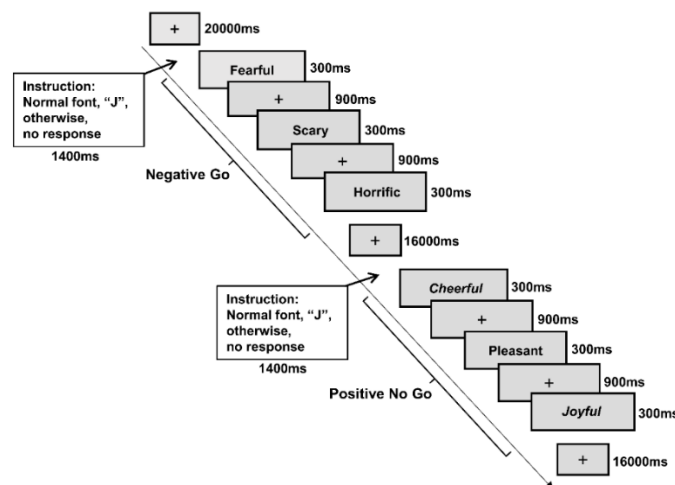 + 20000ms
Instruction:
Normal font, “J”,
otherwise,
no response
1400ms
Fearful 300ms
+ 900ms
Scary 300ms
+ 900ms
Horrific 300ms
Negative Go
+ 16000ms
Instruction:
Normal font, “J”,
otherwise,
no response
1400ms
Cheerful 300ms
+ 900ms
Pleasant 300ms
+ 900ms
Joyful 300ms
Positive No Go
+ 16000ms